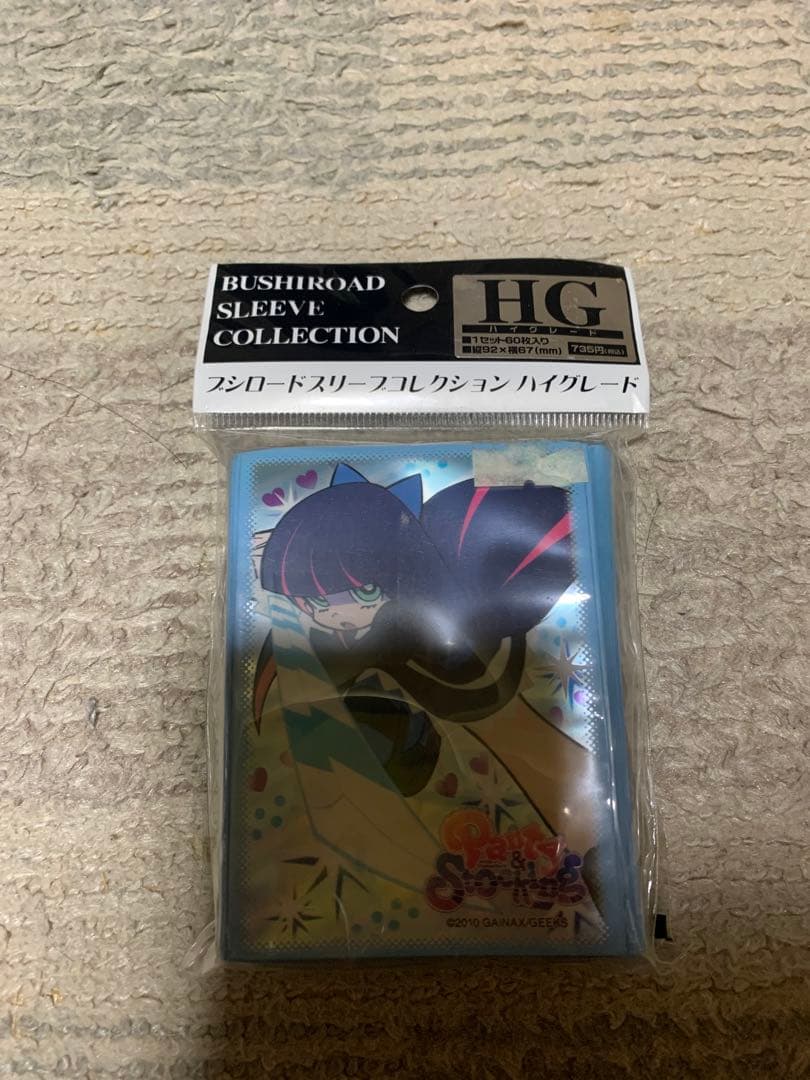 BUSHIROAD
SLEEVE
COLLECTION
HG
ハイグレード
■1セット60枚入り
■縦92×横67(mm) 735円(税込)
ブシロードスリーブコレクション ハイグレード
Panty
&
Stocking
©2010 GAINAX/GEEKS